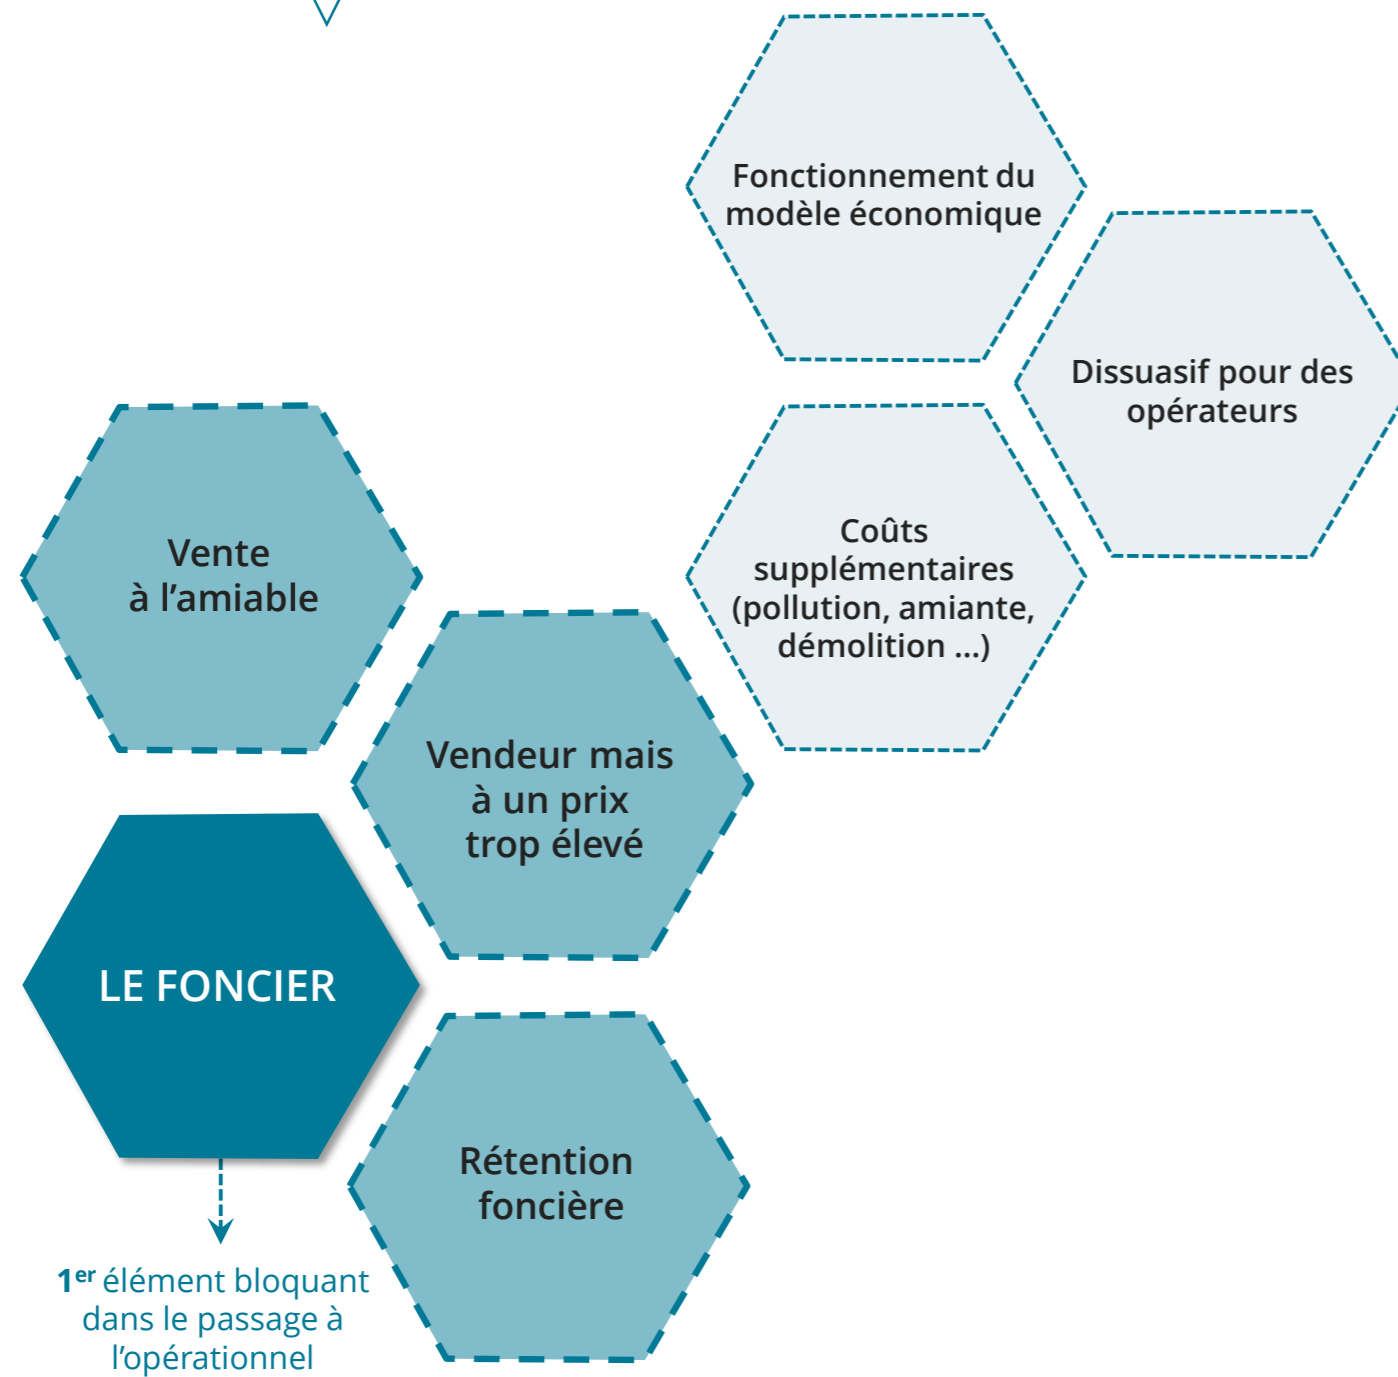 Fonctionnement du
modèle économique
Dissuasif pour des
opérateurs
Coûts
supplémentaires
(pollution, amiante,
démolition ...)
Vente
à l’amiable
Vendeur mais
à un prix
trop élevé
LE FONCIER
Rétention
foncière
1er élément bloquant
dans le passage à
l’opérationnel